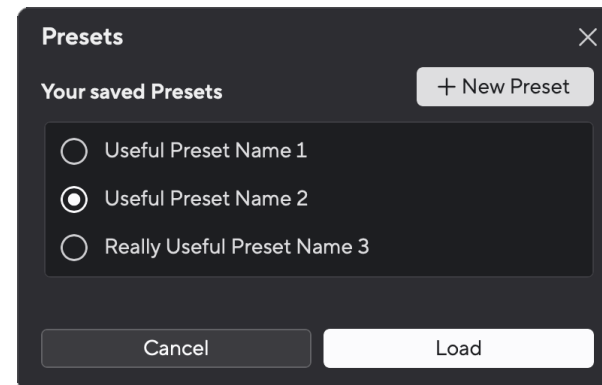 Presets
Your saved Presets
+ New Preset
Useful Preset Name 1
Useful Preset Name 2
Really Useful Preset Name 3
Cancel
Load